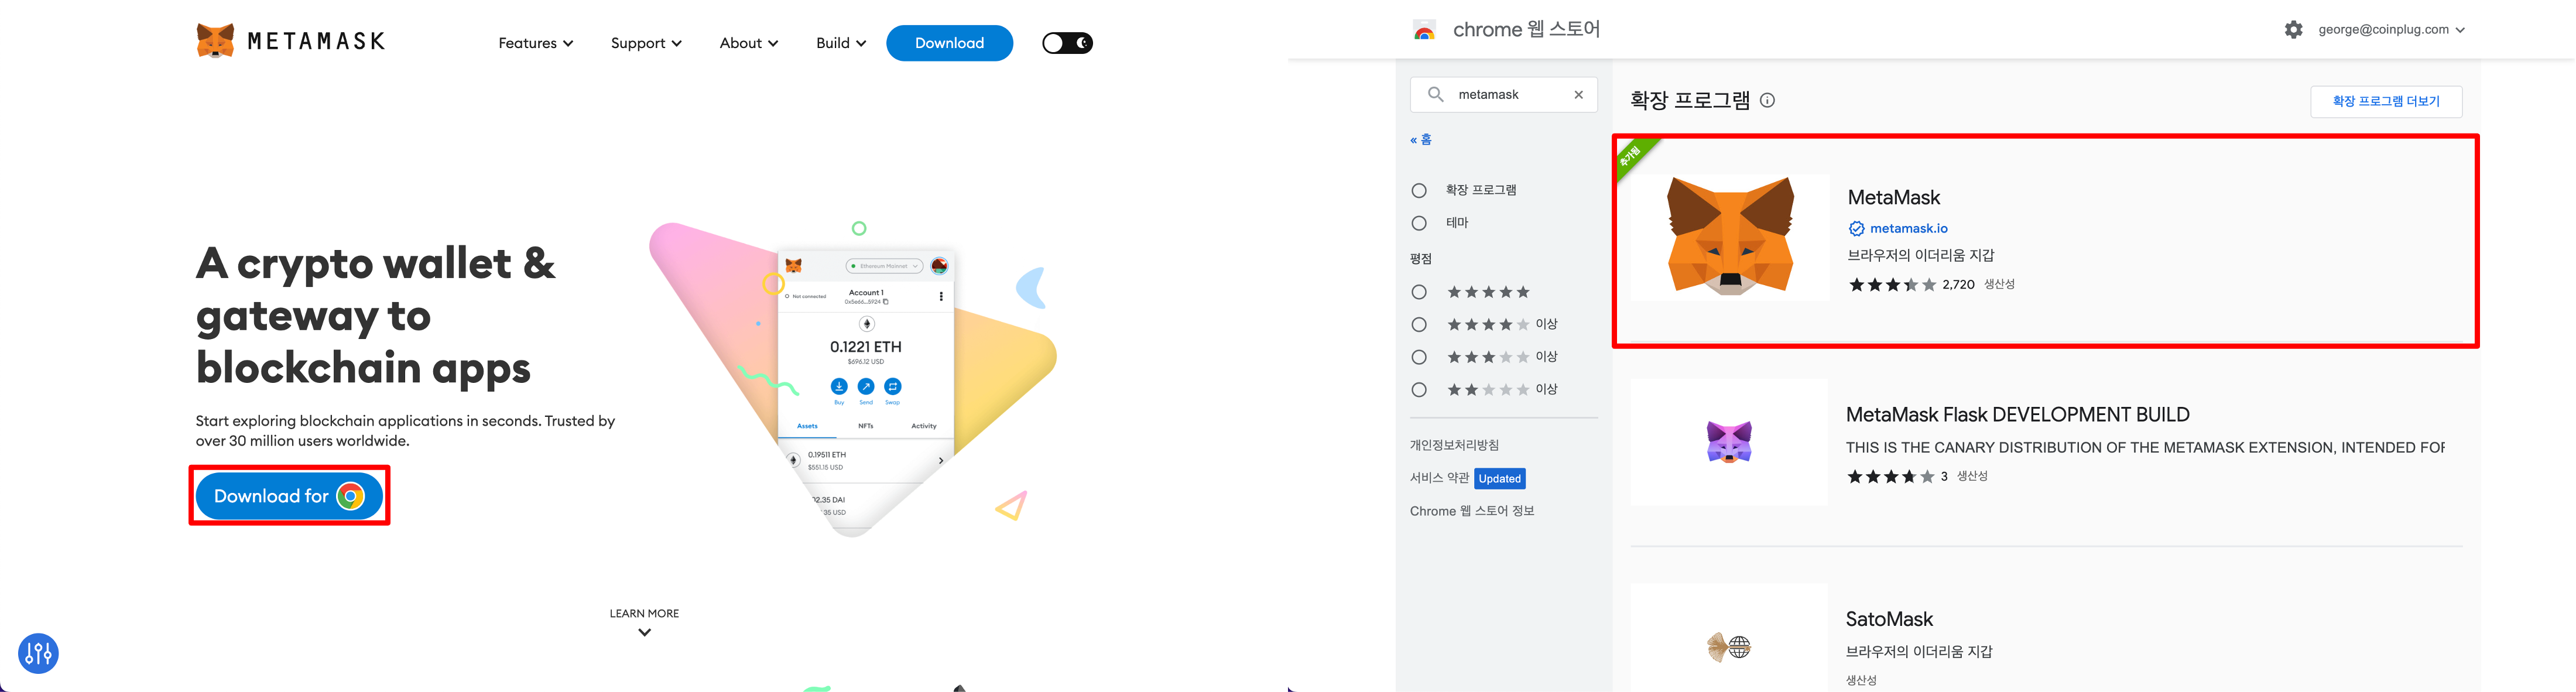 METAMASK
Features
Support
About
Build
Download
A crypto wallet &
gateway to
blockchain apps
Start exploring blockchain applications in seconds. Trusted by
over 30 million users worldwide.
Download for
Ethereum Mainnet
Not connected
Account 1
0x5e6d...5924
0.1221 ETH
$696.12 USD
Buy
Send
Swap
Assets
NFTs
Activity
0.19511 ETH
$551.15 USD
02.35 DAI
35 USD
LEARN MORE
chrome 웹 스토어
george@coinplug.com
metamask
« 홈
확장 프로그램
테마
평점
이상
이상
이상
개인정보처리방침
서비스 약관 Updated
Chrome 웹 스토어 정보
확장 프로그램
확장 프로그램 더보기
추가됨
MetaMask
metamask.io
브라우저의 이더리움 지갑
2,720 생산성
MetaMask Flask DEVELOPMENT BUILD
THIS IS THE CANARY DISTRIBUTION OF THE METAMASK EXTENSION, INTENDED FOR
3 생산성
SatoMask
브라우저의 이더리움 지갑
생산성